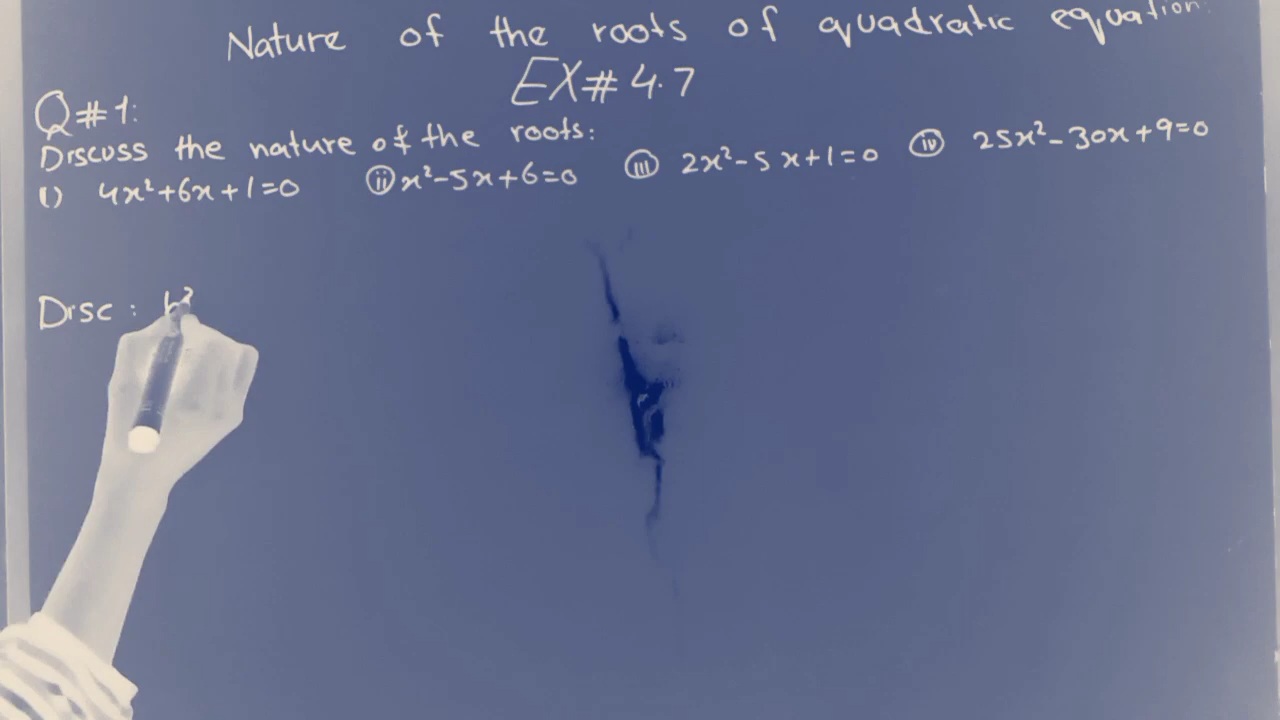 Nature of the roots of quadratic equation.
EX# 4.7
Q#1:
Discuss the nature of the roots:
(i) 4x²+6x+1=0 (ii) x²-5x+6=0 (iii) 2x²-5x+1=0 (iv) 25x²-30x+9=0
Disc : b²